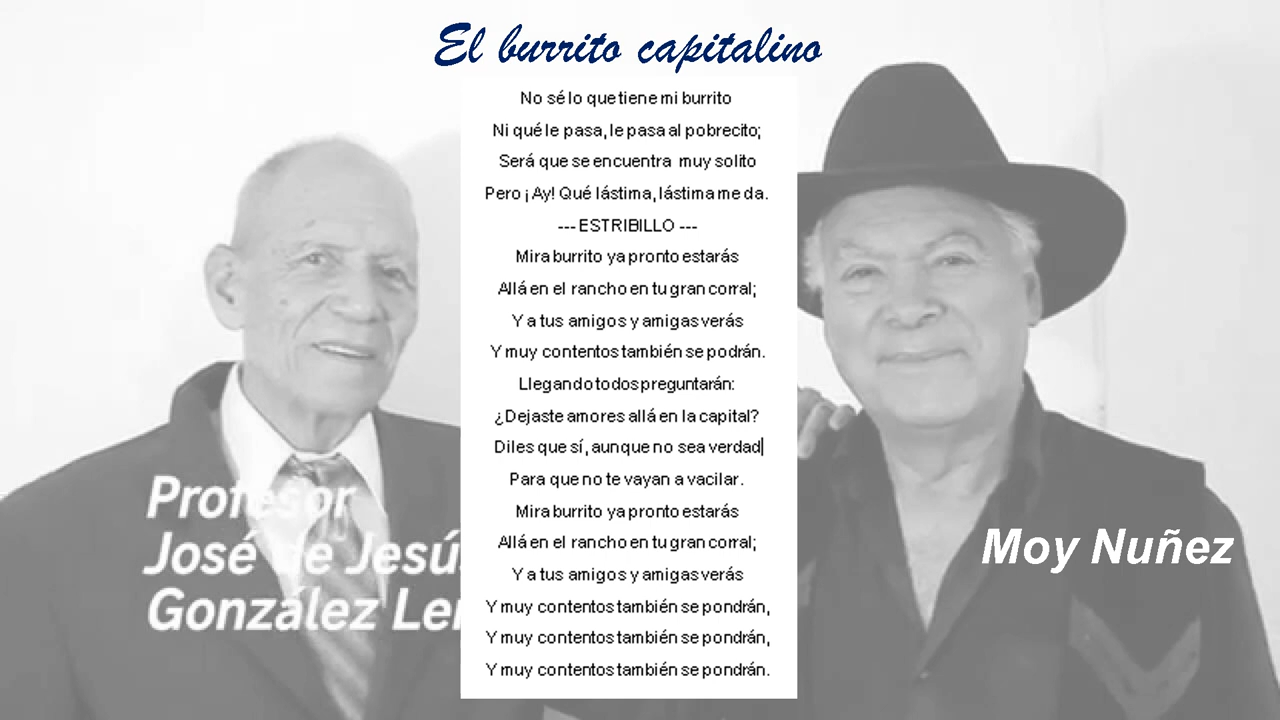 El burrito capitalino
No sé lo que tiene mi burrito
Ni qué le pasa, le pasa al pobrecito;
Será que se encuentra muy solito
Pero ¡Ay! Qué lástima, lástima me da.
--- ESTRIBILLO ---
Mira burrito ya pronto estarás
Allá en el rancho en tu gran corral;
Y a tus amigos y amigas verás
Y muy contentos también se podrán.
Llegando todos preguntarán:
¿Dejaste amores allá en la capital?
Diles que sí, aunque no sea verdad
Para que no te vayan a vacilar.
Mira burrito ya pronto estarás
Allá en el rancho en tu gran corral;
Y a tus amigos y amigas verás
Y muy contentos también se pondrán,
Y muy contentos también se pondrán,
Y muy contentos también se pondrán.
Profesor
José de Jesús
González
Moy Nuñez